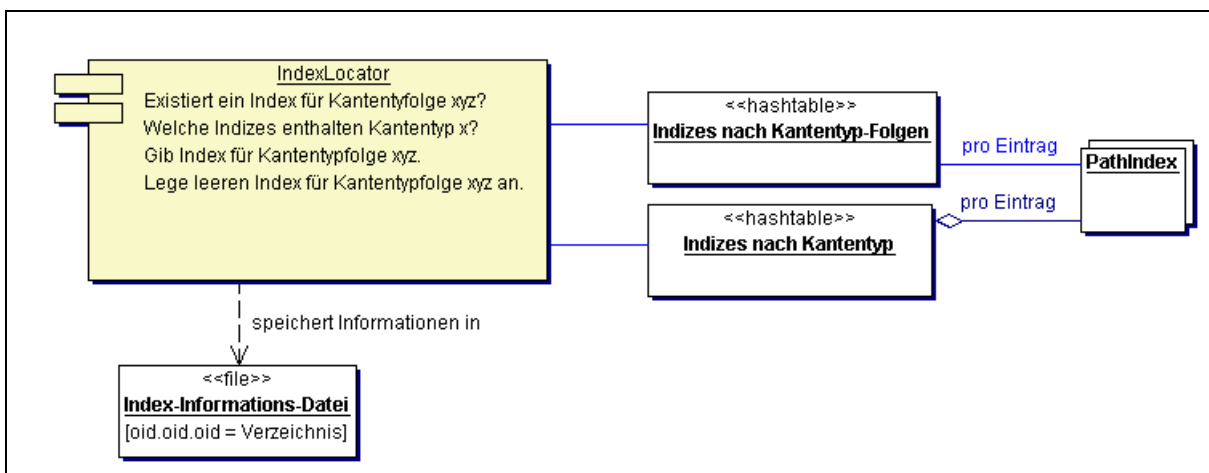 IndexLocator
Existiert ein Index für Kantentyfolge xyz?
Welche Indizes enthalten Kantentyp x?
Gib Index für Kantentypfolge xyz.
Lege leeren Index für Kantentypfolge xyz an.
<<hashtable>>
Indizes nach Kantentyp-Folgen
pro Eintrag
PathIndex
<<hashtable>>
Indizes nach Kantentyp
pro Eintrag
speichert Informationen in
<<file>>
Index-Informations-Datei
[oid.oid.oid = Verzeichnis]